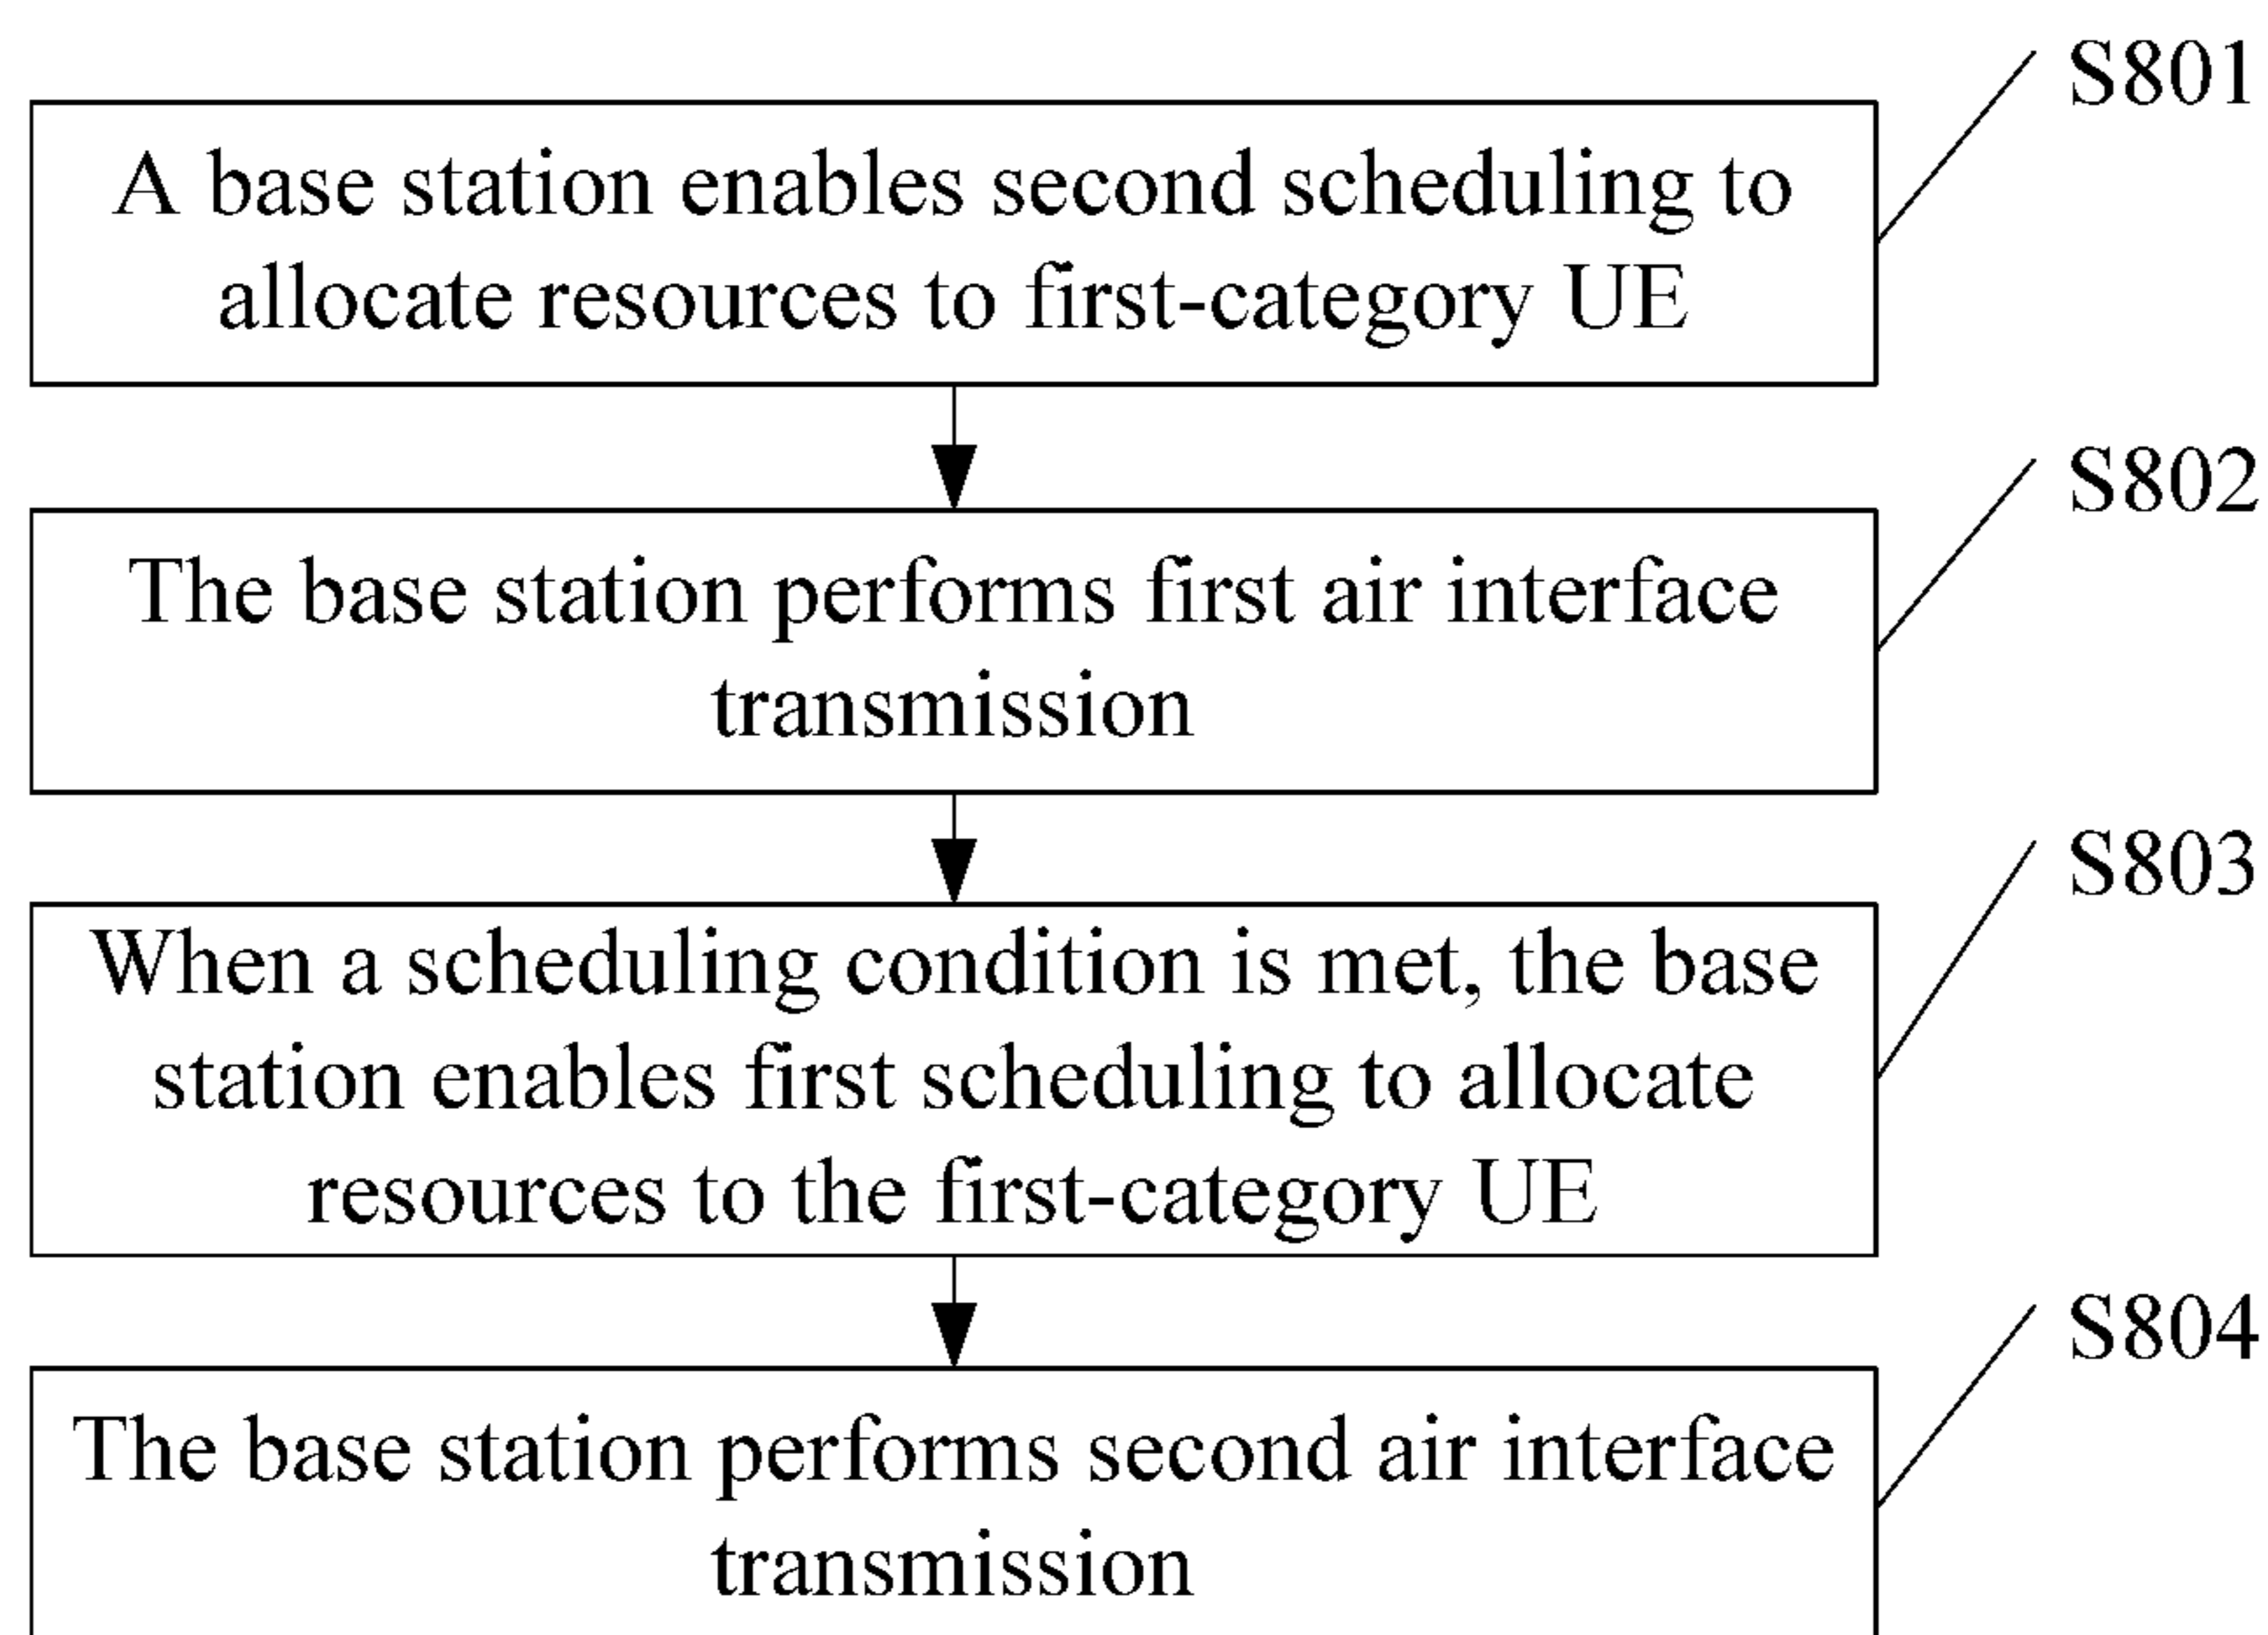 S801
A base station enables second scheduling to
allocate resources to first-category UE
S802
The base station performs first air interface
transmission
S803
When a scheduling condition is met, the base
station enables first scheduling to allocate
resources to the first-category UE
S804
The base station performs second air interface
transmission